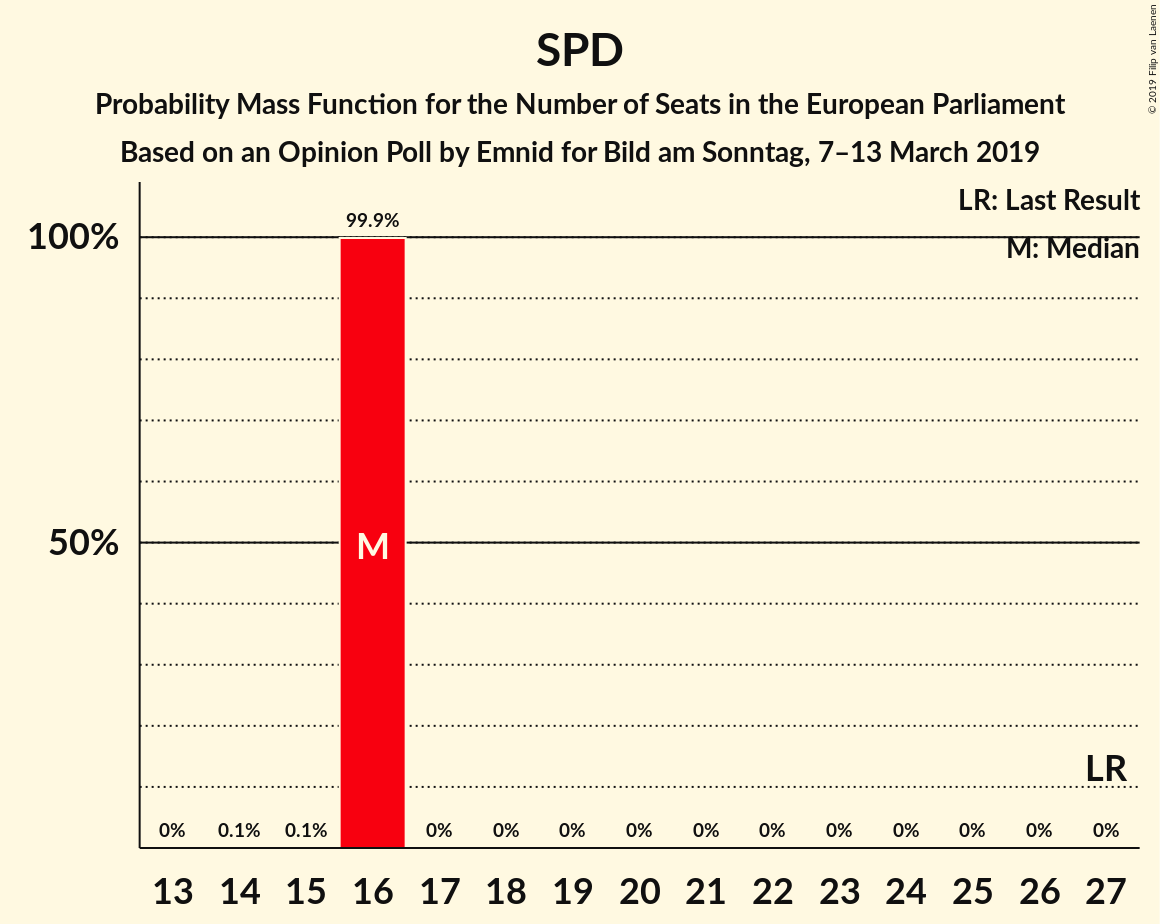 SPD
Probability Mass Function for the Number of Seats in the European Parliament
Based on an Opinion Poll by Emnid for Bild am Sonntag, 7–13 March 2019
© 2019 Filip van Laenen
LR: Last Result
M: Median
99.9%
100%
50%
M
LR
0% 0.1% 0.1% 0% 0% 0% 0% 0% 0% 0% 0% 0% 0% 0%
13 14 15 16 17 18 19 20 21 22 23 24 25 26 27